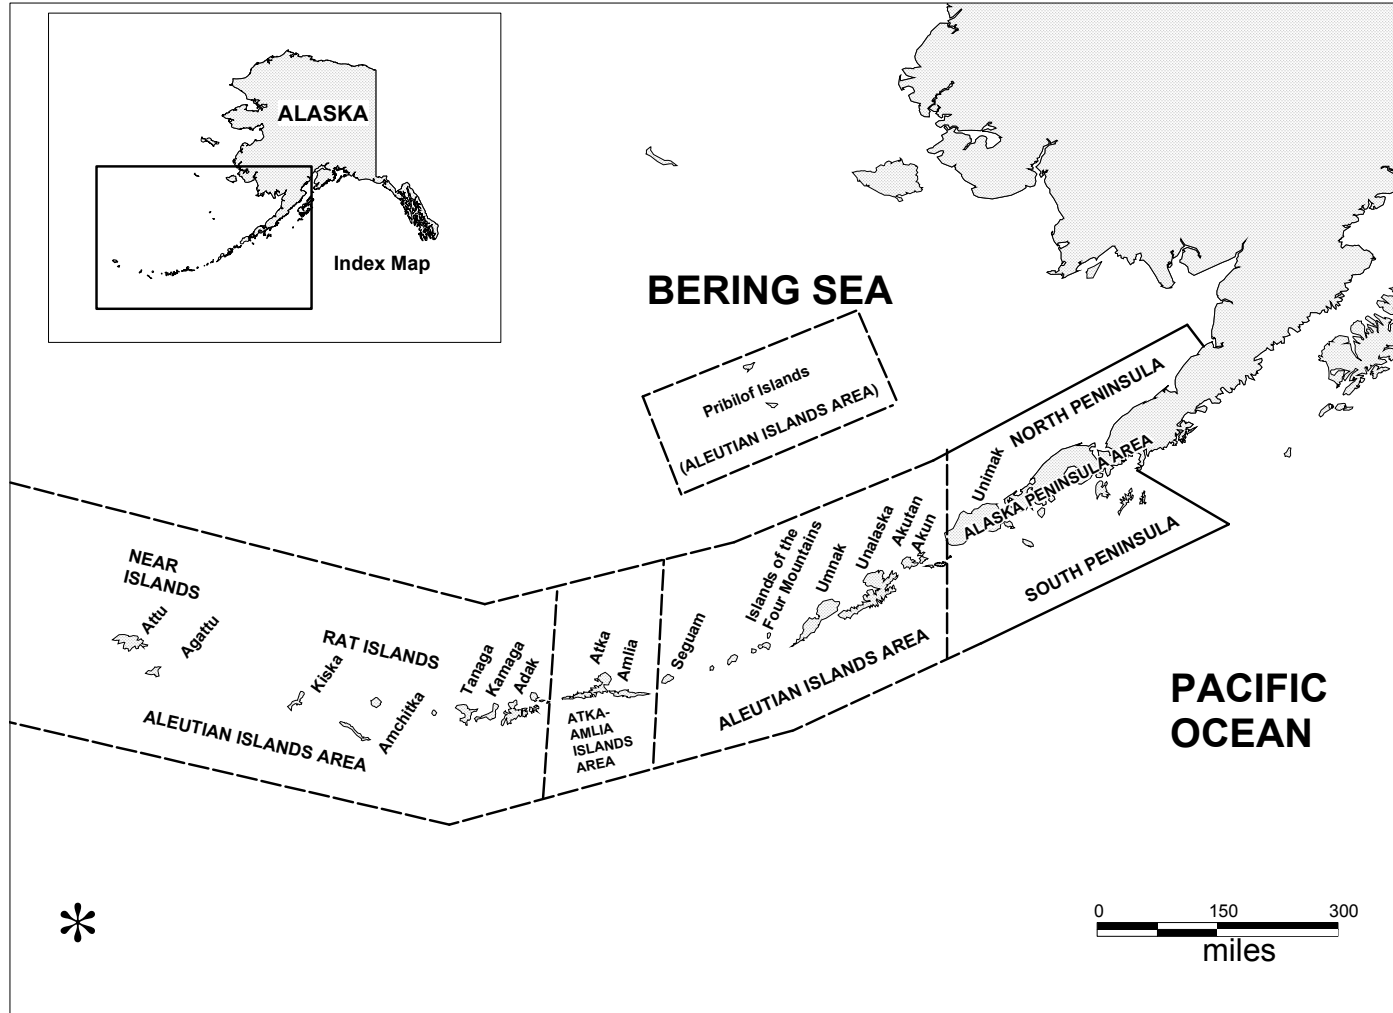 ALASKA
Index Map
BERING SEA
Pribilof Islands
(ALEUTIAN ISLANDS AREA)
NORTH PENINSULA
Unimak
ALASKA PENINSULA AREA
SOUTH PENINSULA
Akun
Akutan
Unalaska
Umnak
Islands of the
Four Mountains
Seguam
ALEUTIAN ISLANDS AREA
NEAR
ISLANDS
Attu
Agattu
RAT ISLANDS
Kiska
Amchitka
Tanaga
Kamaga
Adak
ALEUTIAN ISLANDS AREA
Atka
Amlia
ATKA-
AMLIA
ISLANDS
AREA
PACIFIC
OCEAN
*
0 150 300
miles